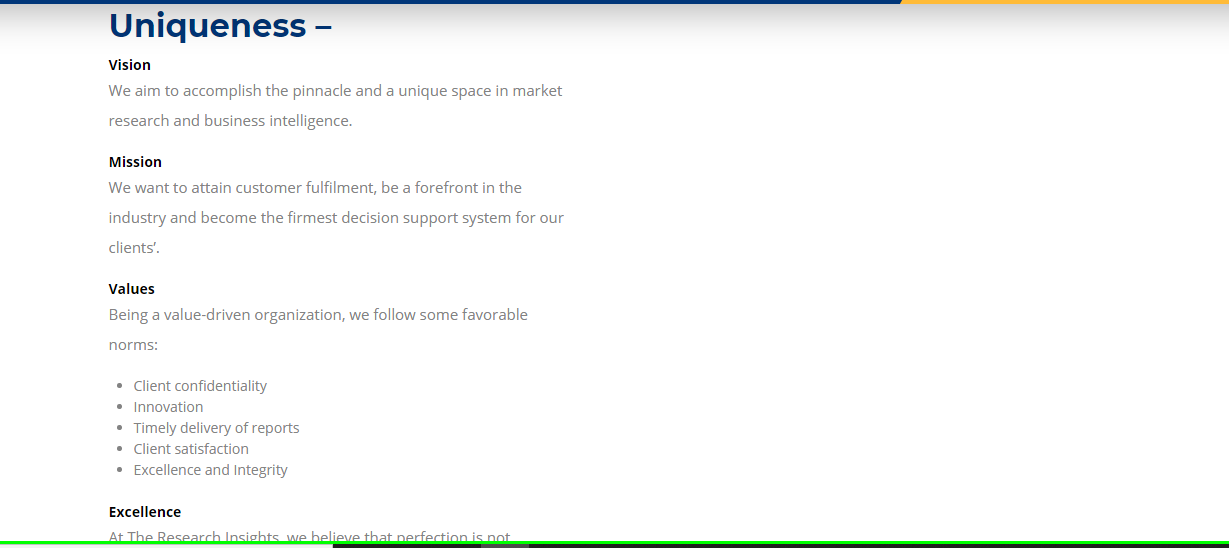 Uniqueness –
Vision
We aim to accomplish the pinnacle and a unique space in market
research and business intelligence.
Mission
We want to attain customer fulfilment, be a forefront in the
industry and become the firmest decision support system for our
clients’.
Values
Being a value-driven organization, we follow some favorable
norms:
Client confidentiality
Innovation
Timely delivery of reports
Client satisfaction
Excellence and Integrity
Excellence
At The Research Insights, we believe that perfection is not